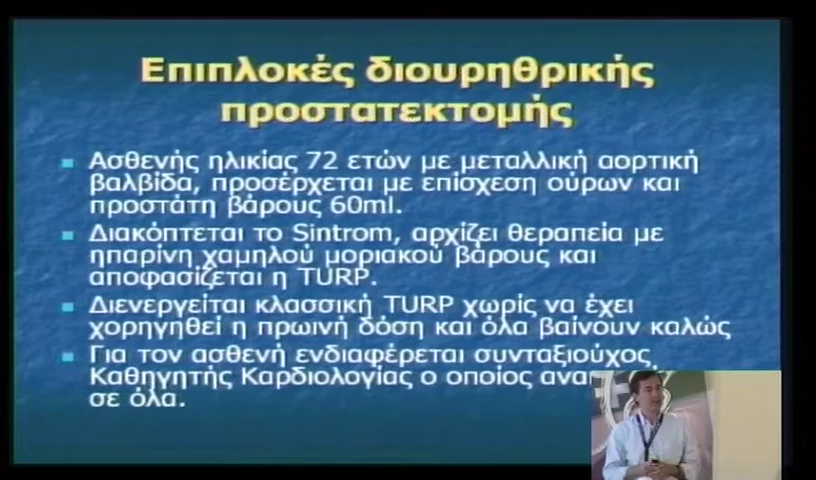 Επιπλοκές διουρηθρικής
προστατεκτομής
Ασθενής ηλικίας 72 ετών με μεταλλική αορτική
βαλβίδα, προσέρχεται με επίσχεση ούρων και
προστάτη βάρους 60ml.
Διακόπτεται το Sintrom, αρχίζει θεραπεία με
ηπαρίνη χαμηλού μοριακού βάρους και
αποφασίζεται η TURP.
Διενεργείται κλασσική TURP χωρίς να έχει
χορηγηθεί η πρωινή δόση και όλα βαίνουν καλώς
Για τον ασθενή ενδιαφέρεται συνταξιούχος,
Καθηγητής Καρδιολογίας ο οποίος
σε όλα.